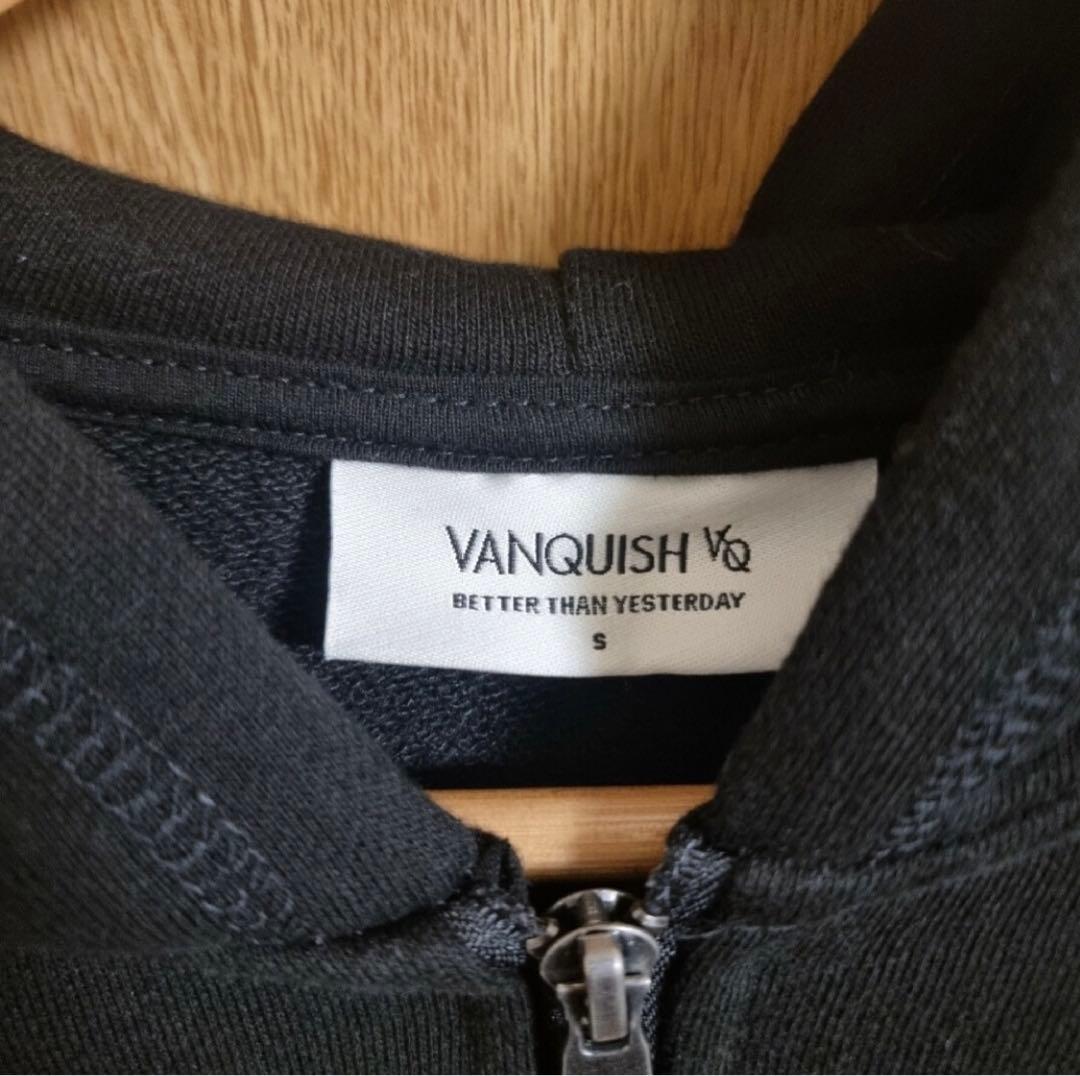 VANQUISH VQ
BETTER THAN YESTERDAY
S